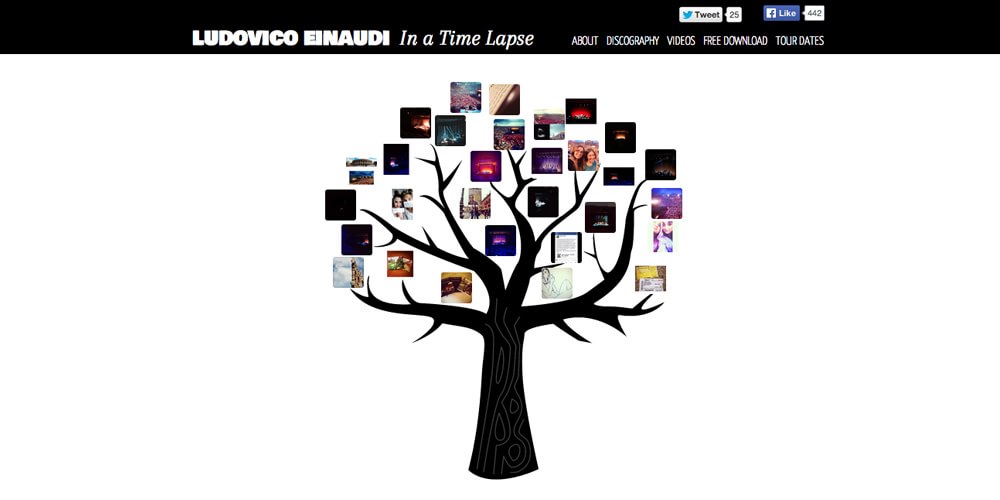 Tweet 25 Like 442
LUDOVICO EINAUDI In a Time Lapse ABOUT DISCOGRAPHY VIDEOS FREE DOWNLOAD TOUR DATES